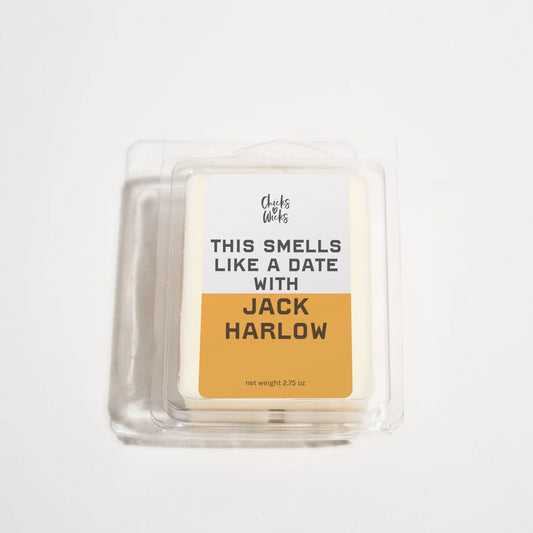 Chicks
Wicks
THIS SMELLS
LIKE A DATE
WITH
JACK
HARLOW
net weight 2.75 oz